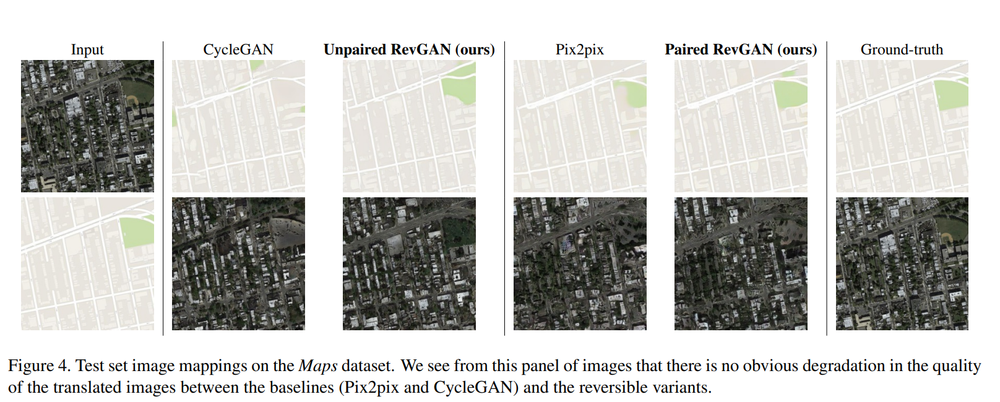 Input
CycleGAN
Unpaired RevGAN (ours)
Pix2pix
Paired RevGAN (ours)
Ground-truth
Figure 4. Test set image mappings on the Maps dataset. We see from this panel of images that there is no obvious degradation in the quality
of the translated images between the baselines (Pix2pix and CycleGAN) and the reversible variants.